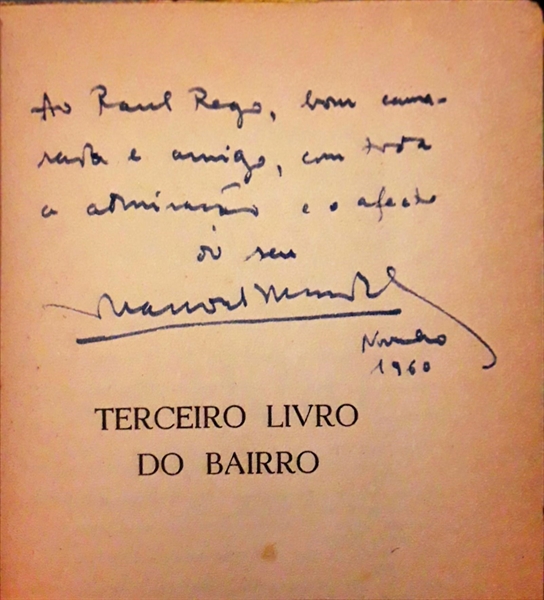 Ao Raul Rego, bom cama-
rada e amigo, com toda
a admiração e o afecto
do seu
Manuel Mendes
Novembro
1960
TERCEIRO LIVRO
DO BAIRRO